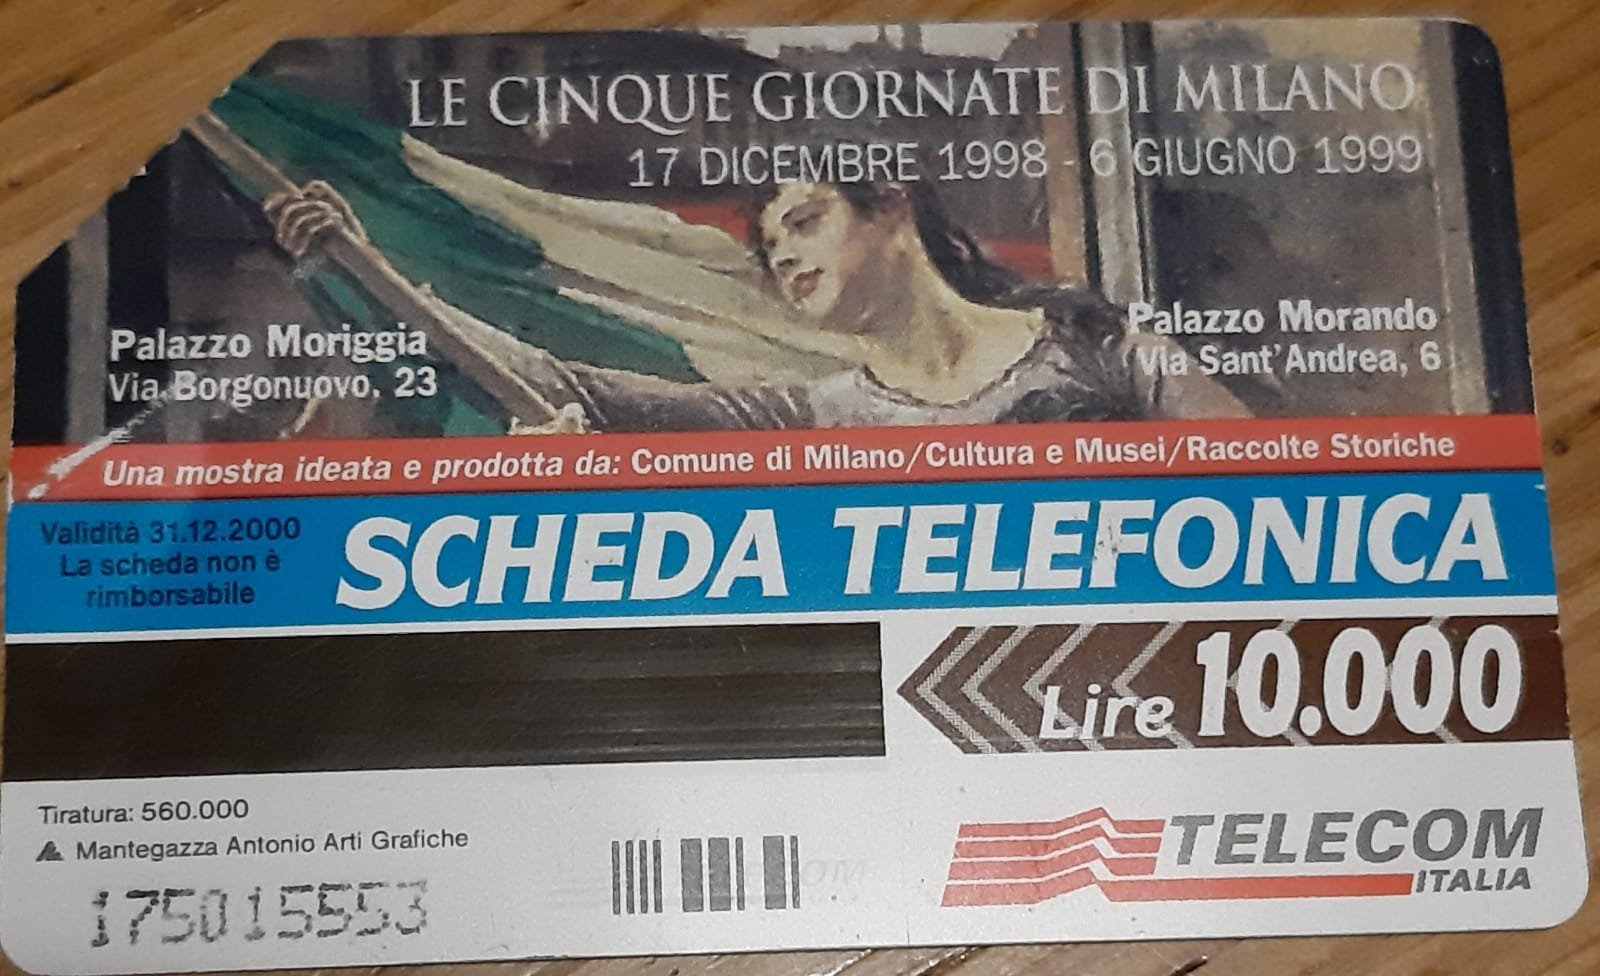 LE CINQUE GIORNATE DI MILANO
17 DICEMBRE 1998 - 6 GIUGNO 1999
Palazzo Moriggia
Via Borgonuovo, 23
Palazzo Morando
Via Sant'Andrea, 6
Una mostra ideata e prodotta da: Comune di Milano/Cultura e Musei/Raccolte Storiche
Validità 31.12.2000
La scheda non è
rimborsabile
SCHEDA TELEFONICA
Lire 10.000
Tiratura: 560.000
Mantegazza Antonio Arti Grafiche
175015553
TELECOM
ITALIA